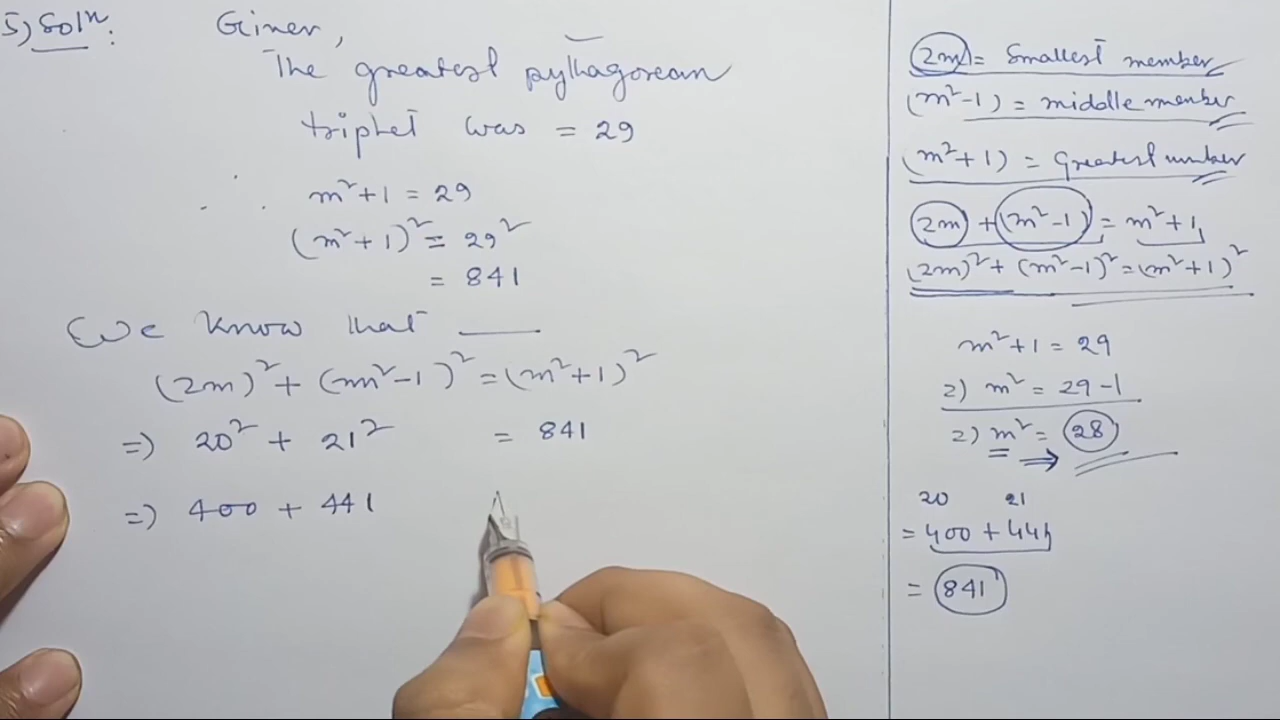 5) Solⁿ: Giner,
The greatest pythagorean
triplet was = 29
∴ m²+1 = 29
(m²+1)² = 29²
= 841
We know that ——
(2m)² + (m²-1)² = (m²+1)²
=) 20² + 21² = 841
=) 400 + 441
2m = Smallest member
(m²-1) = middle member
(m²+1) = Greatest number
2m + (m²-1) = m²+1
(2m)² + (m²-1)² = (m²+1)²
m²+1 = 29
2) m² = 29-1
2) m² = 28
20 21
= 400 + 441
= 841